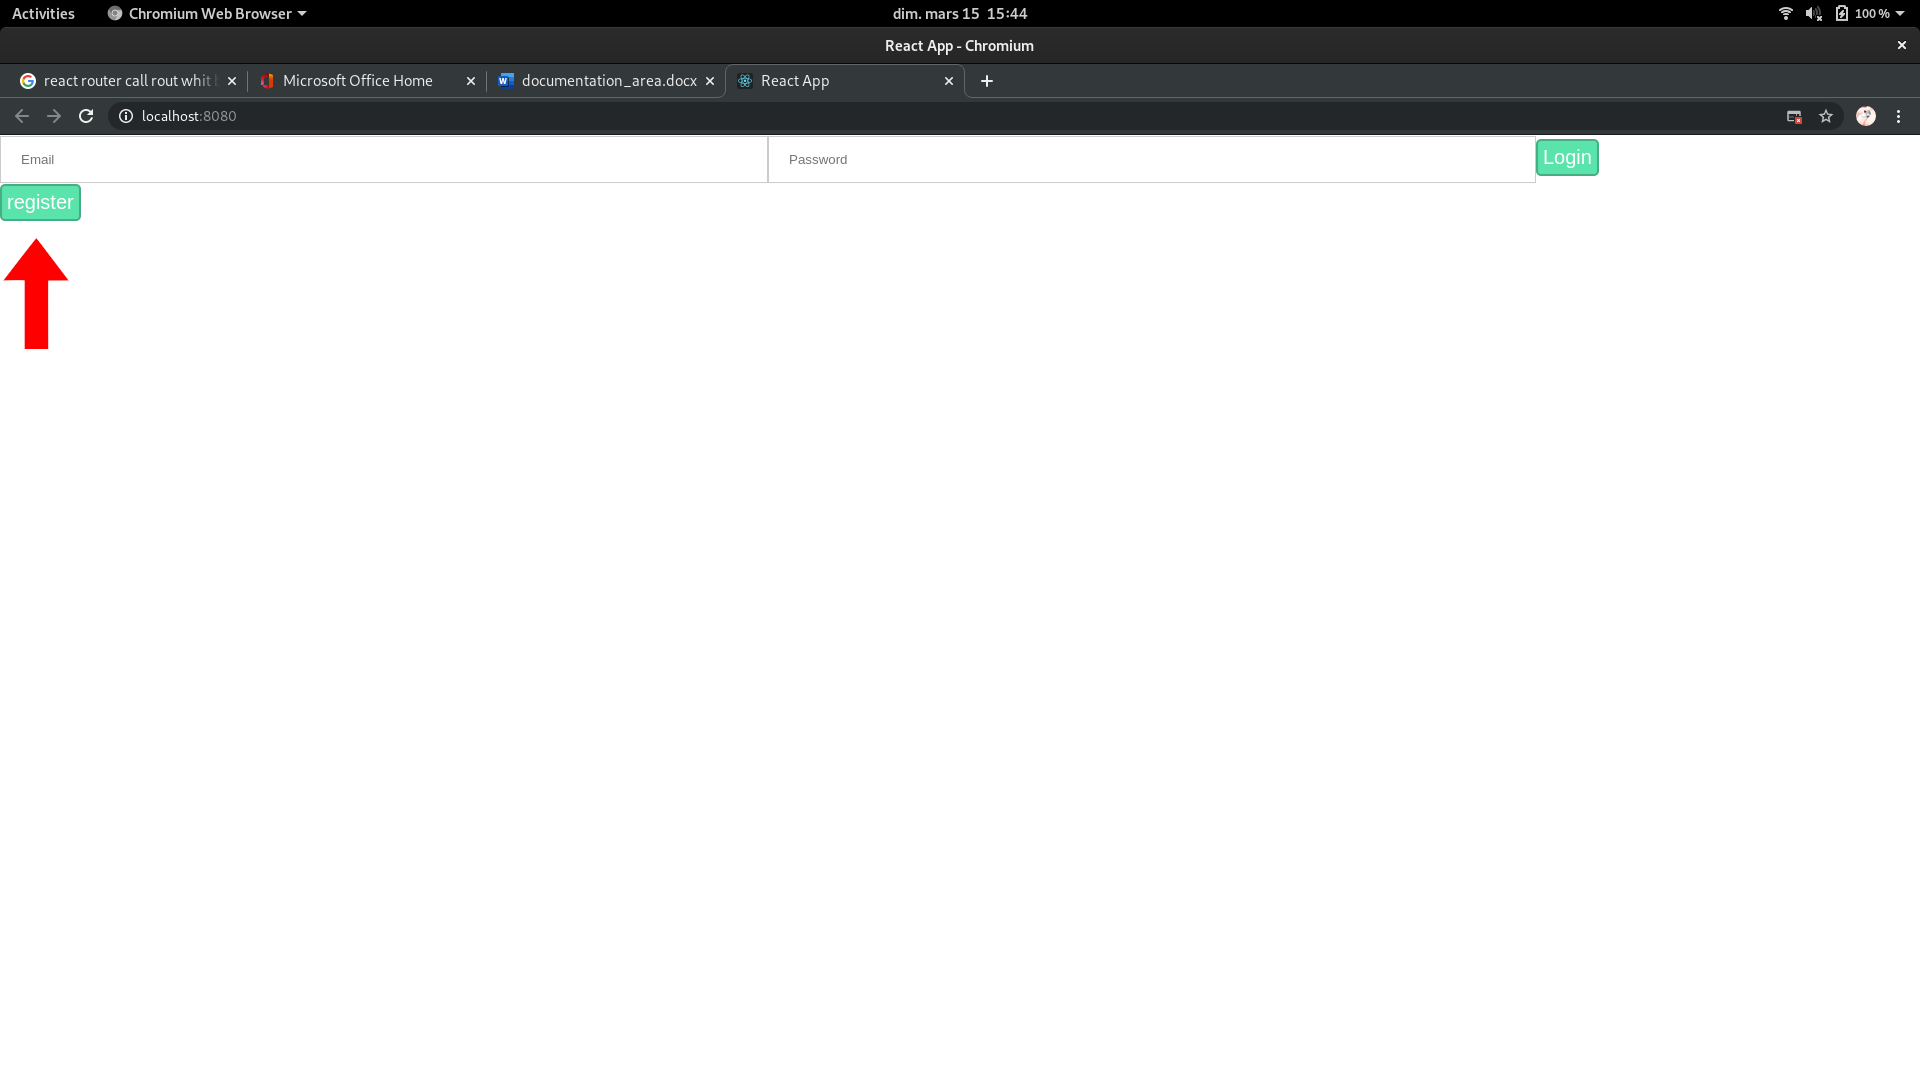 Activities Chromium Web Browser dim. mars 15 15:44 100 %
React App - Chromium
react router call rout whit Microsoft Office Home documentation_area.docx React App
localhost:8080
Email Password Login
register